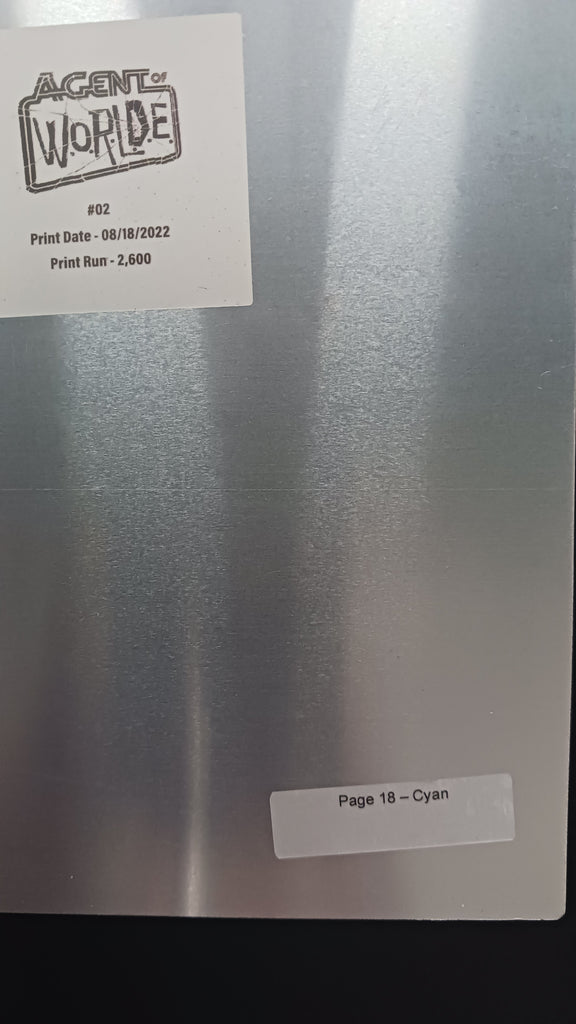 AGENT OF
W.O.R.L.D.E.
#02
Print Date - 08/18/2022
Print Run - 2,600
Page 18 – Cyan